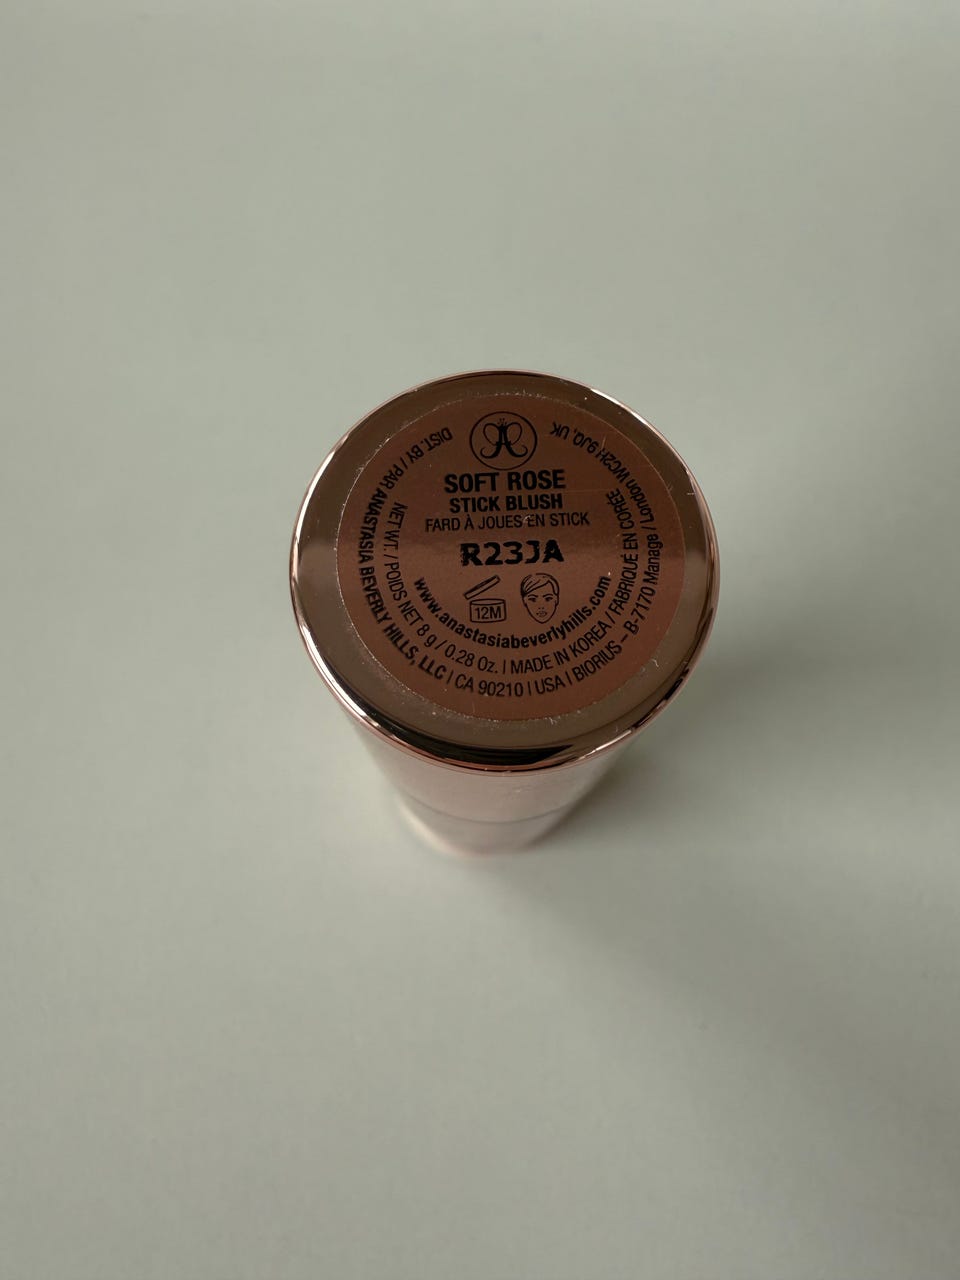 SOFT ROSE
STICK BLUSH
FARD À JOUES EN STICK
R23JA
12M
www.anastasiabeverlyhills.com
NET WT. / POIDS NET 8 g / 0.28 Oz. | MADE IN KOREA / FABRIQUÉ EN CORÉE
DIST. BY / PAR ANASTASIA BEVERLY HILLS, LLC | CA 90210 | USA | BIORIUS – B-7170 Manage / London WC2H 9JQ, UK